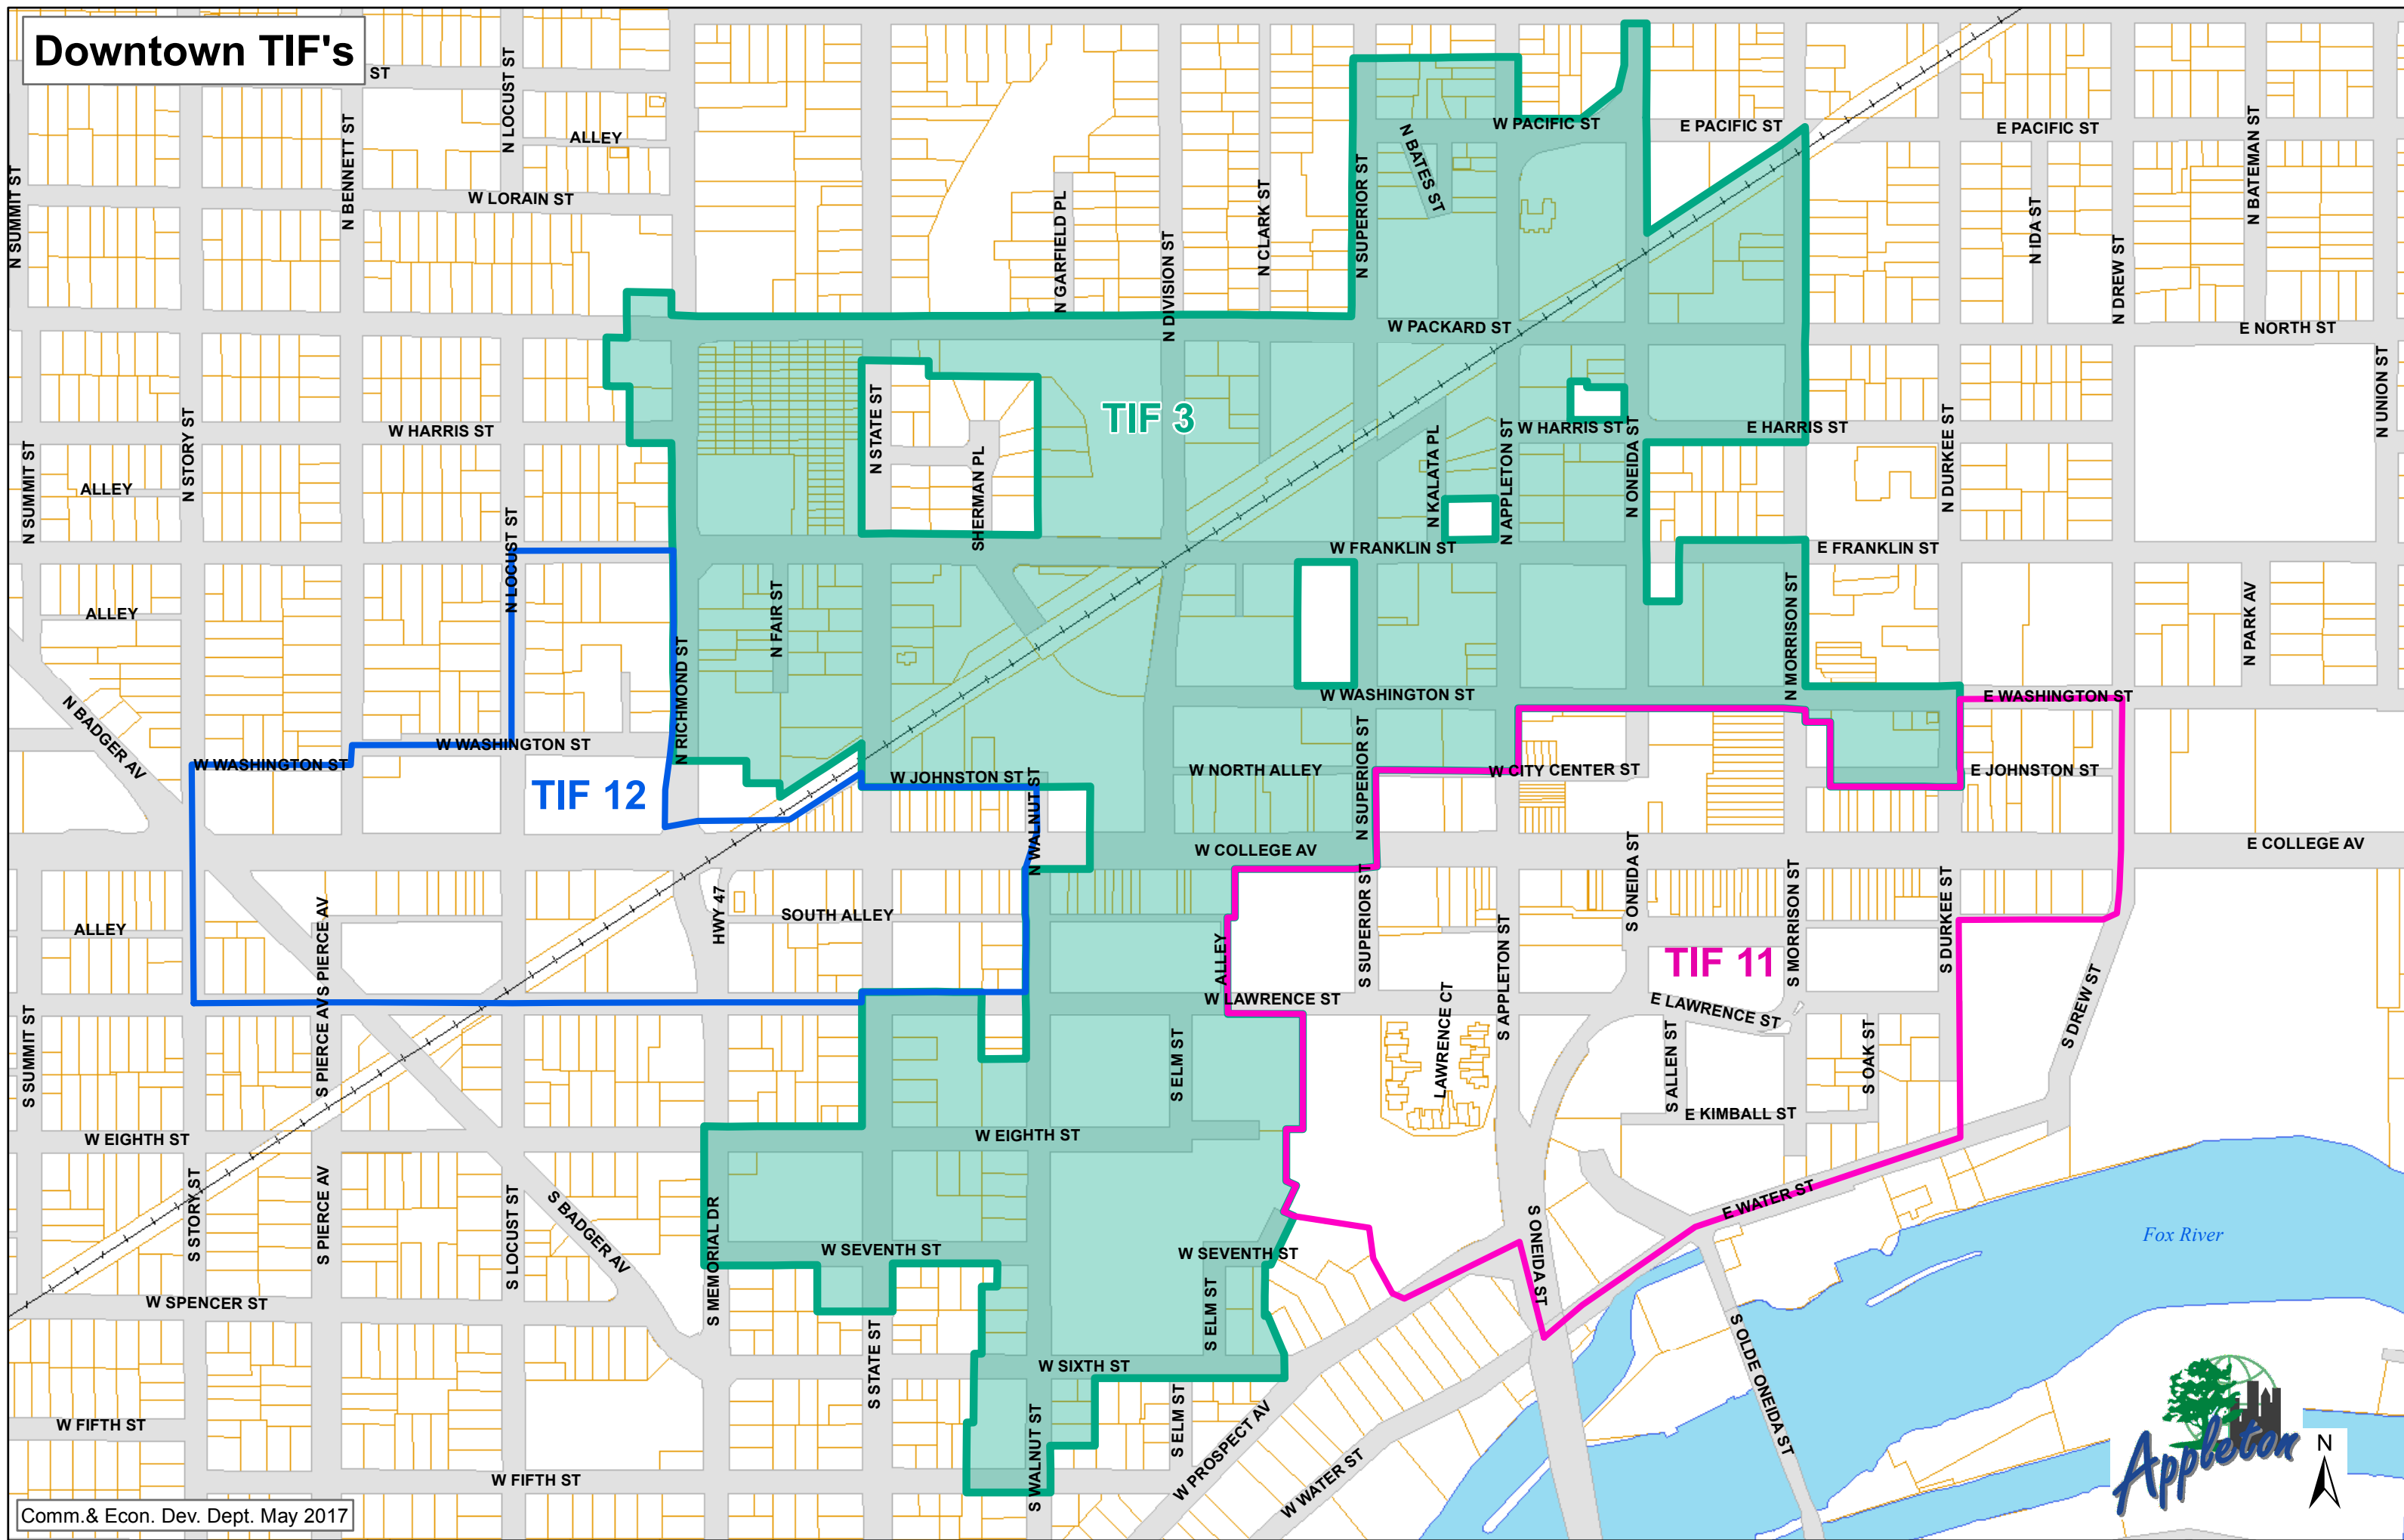 Downtown TIF's
ST
N LOCUST ST
ALLEY
N BENNETT ST
W LORAIN ST
N SUMMIT ST
N GARFIELD PL
N DIVISION ST
N CLARK ST
N SUPERIOR ST
N BATES ST
W PACIFIC ST
E PACIFIC ST
E PACIFIC ST
N BATEMAN ST
N IDA ST
N DREW ST
W PACKARD ST
E NORTH ST
N UNION ST
N STORY ST
W HARRIS ST
N SUMMIT ST
ALLEY
N STATE ST
SHERMAN PL
TIF 3
N KALATA PL
N APPLETON ST
W HARRIS ST
N ONEIDA ST
E HARRIS ST
N DURKEE ST
N LOCUST ST
W FRANKLIN ST
E FRANKLIN ST
ALLEY
N FAIR ST
N RICHMOND ST
N MORRISON ST
N PARK AV
N BADGER AV
W WASHINGTON ST
W WASHINGTON ST
W WASHINGTON ST
E WASHINGTON ST
TIF 12
W JOHNSTON ST
N WALNUT ST
W NORTH ALLEY
N SUPERIOR ST
W CITY CENTER ST
E JOHNSTON ST
W COLLEGE AV
E COLLEGE AV
ALLEY
S PIERCE AV
S PIERCE AV
HWY 47
SOUTH ALLEY
ALLEY
S SUPERIOR ST
S APPLETON ST
S ONEIDA ST
TIF 11
S MORRISON ST
S DURKEE ST
S DREW ST
W LAWRENCE ST
E LAWRENCE ST
S SUMMIT ST
S ELM ST
LAWRENCE CT
S ALLEN ST
S OAK ST
E KIMBALL ST
W EIGHTH ST
W EIGHTH ST
S STORY ST
S PIERCE AV
S LOCUST ST
S BADGER AV
S MEMORIAL DR
W SEVENTH ST
W SEVENTH ST
S ELM ST
S ONEIDA ST
E WATER ST
Fox River
W SPENCER ST
S STATE ST
W SIXTH ST
S OLDE ONEIDA ST
W FIFTH ST
W FIFTH ST
S WALNUT ST
S ELM ST
W PROSPECT AV
W WATER ST
Appleton
N
Comm.& Econ. Dev. Dept. May 2017